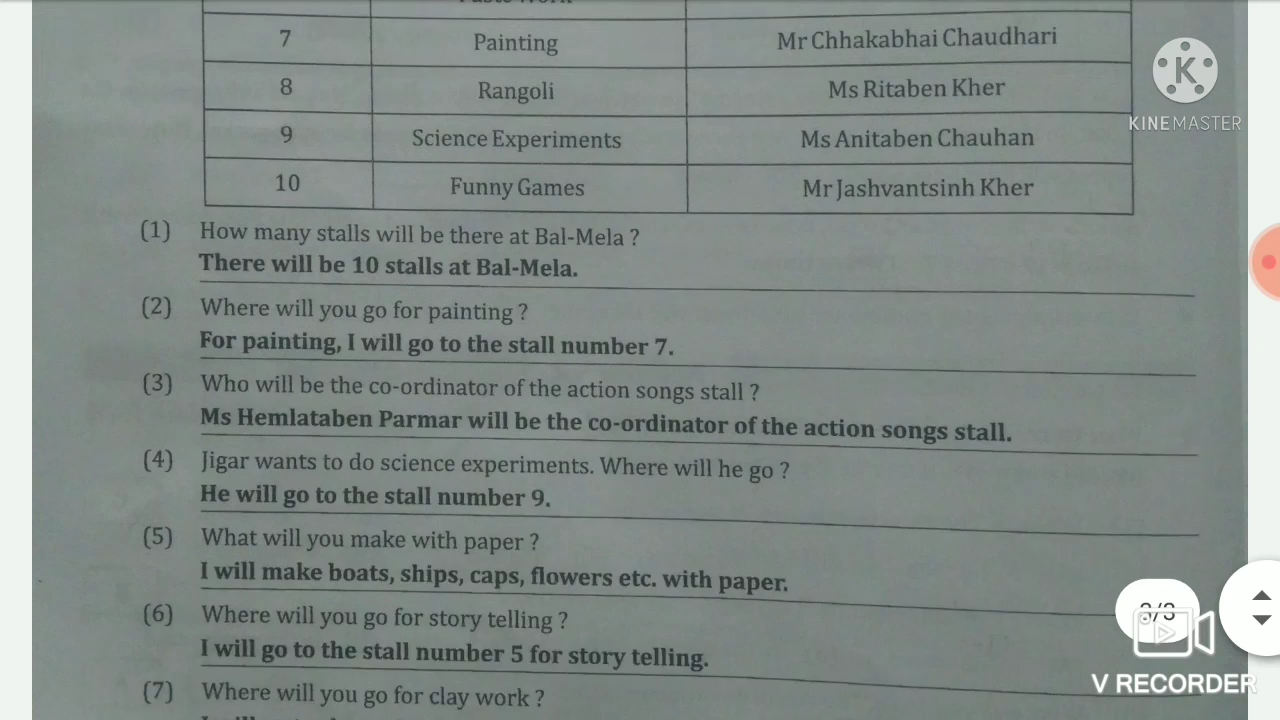 7 Painting Mr Chhakabhai Chaudhari
8 Rangoli Ms Ritaben Kher
9 Science Experiments Ms Anitaben Chauhan
10 Funny Games Mr Jashvantsinh Kher
KINEMASTER
(1) How many stalls will be there at Bal-Mela ?
There will be 10 stalls at Bal-Mela.
(2) Where will you go for painting ?
For painting, I will go to the stall number 7.
(3) Who will be the co-ordinator of the action songs stall ?
Ms Hemlataben Parmar will be the co-ordinator of the action songs stall.
(4) Jigar wants to do science experiments. Where will he go ?
He will go to the stall number 9.
(5) What will you make with paper ?
I will make boats, ships, caps, flowers etc. with paper.
(6) Where will you go for story telling ?
I will go to the stall number 5 for story telling.
(7) Where will you go for clay work ?
V RECORDER